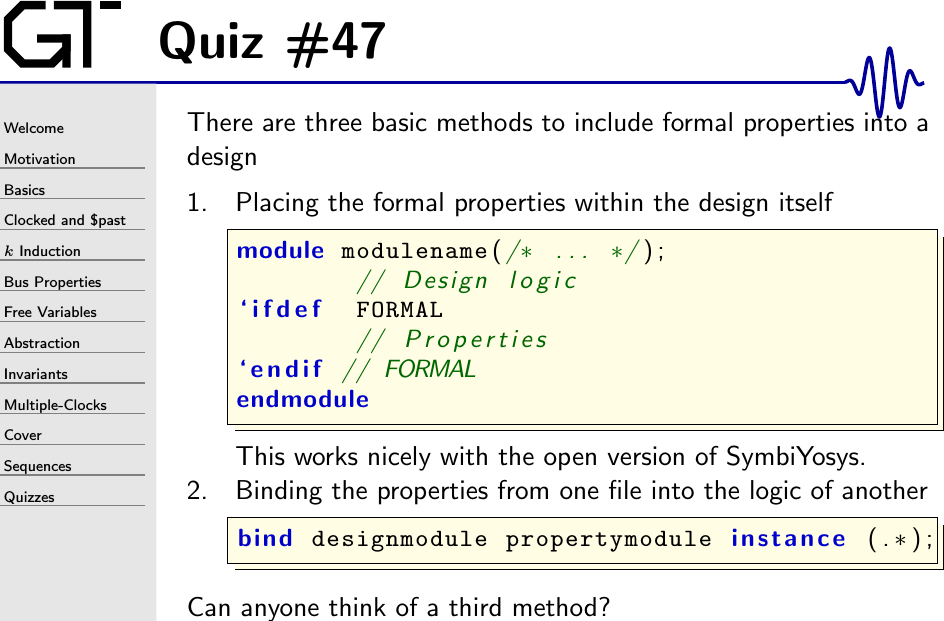 GT
Quiz #47
Welcome
Motivation
Basics
Clocked and $past
k Induction
Bus Properties
Free Variables
Abstraction
Invariants
Multiple-Clocks
Cover
Sequences
Quizzes
There are three basic methods to include formal properties into a
design
1. Placing the formal properties within the design itself
module modulename(/* ... */);
// Design logic
‘ifdef FORMAL
// Properties
‘endif // FORMAL
endmodule
This works nicely with the open version of SymbiYosys.
2. Binding the properties from one file into the logic of another
bind designmodule propertymodule instance (.*);
Can anyone think of a third method?